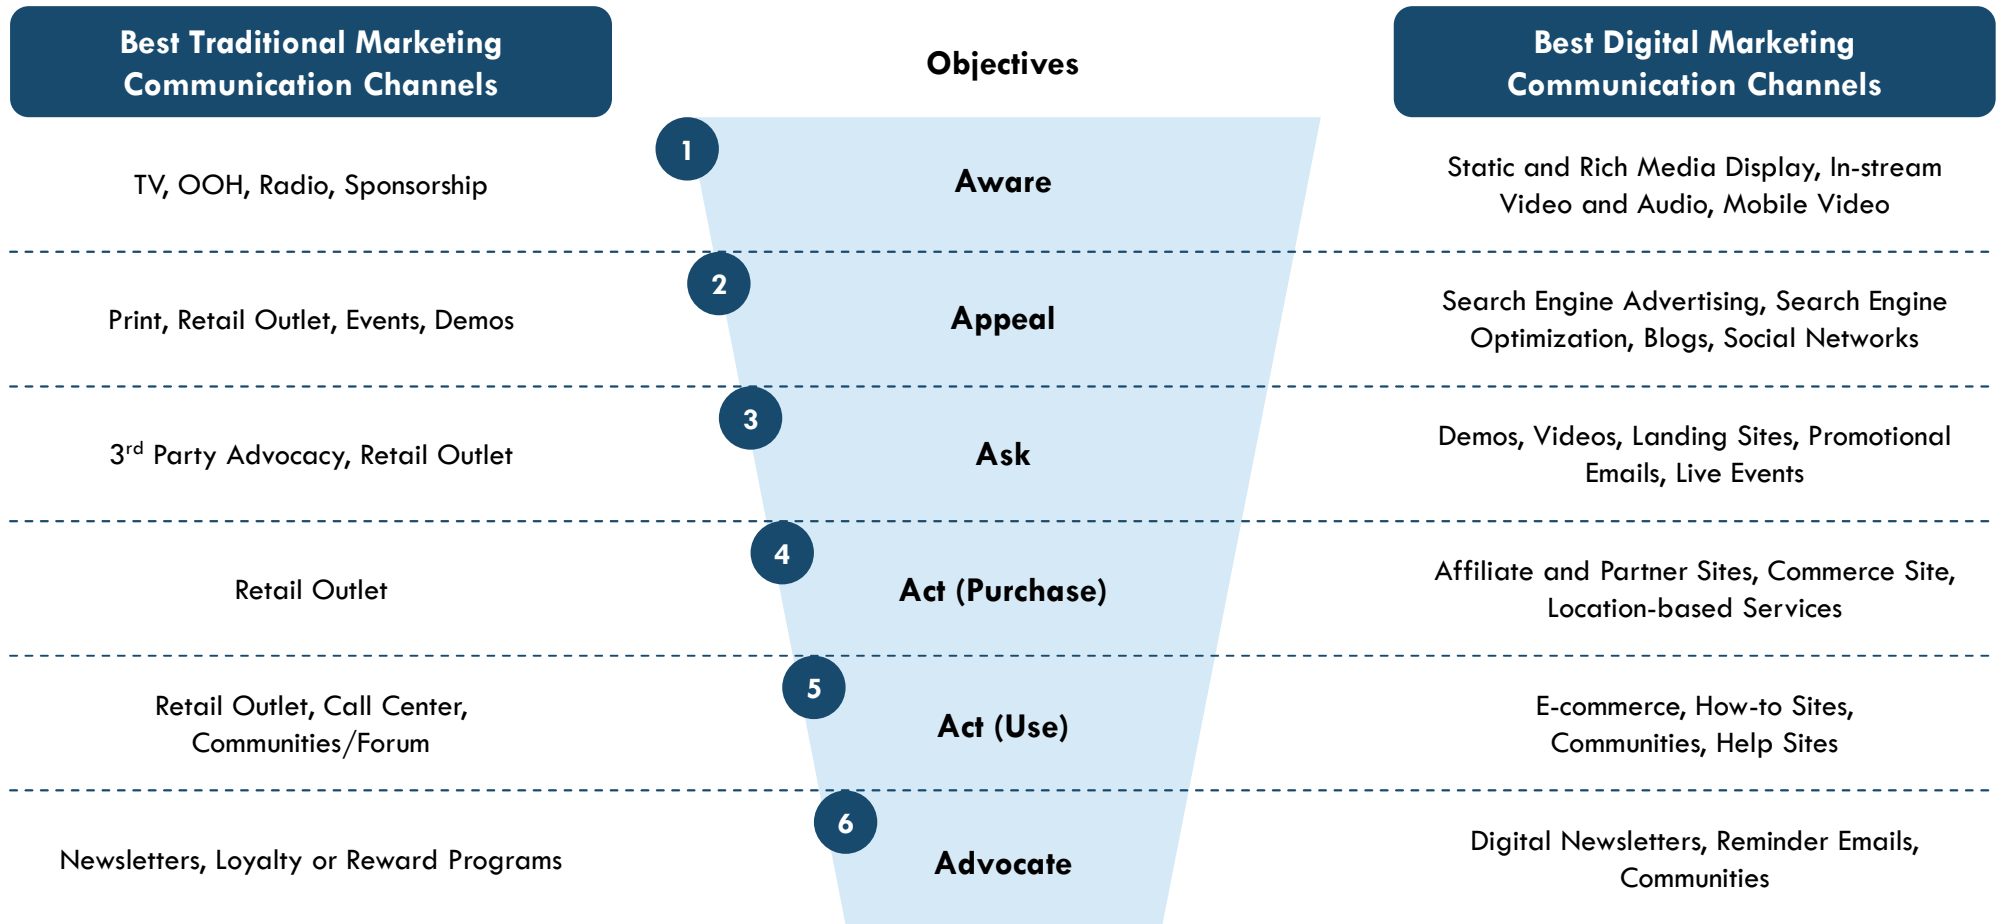 Best Traditional Marketing
Communication Channels
Objectives
Best Digital Marketing
Communication Channels
1
TV, OOH, Radio, Sponsorship
Aware
Static and Rich Media Display, In-stream
Video and Audio, Mobile Video
2
Print, Retail Outlet, Events, Demos
Appeal
Search Engine Advertising, Search Engine
Optimization, Blogs, Social Networks
3
3rd Party Advocacy, Retail Outlet
Ask
Demos, Videos, Landing Sites, Promotional
Emails, Live Events
4
Retail Outlet
Act (Purchase)
Affiliate and Partner Sites, Commerce Site,
Location-based Services
5
Retail Outlet, Call Center,
Communities/Forum
Act (Use)
E-commerce, How-to Sites,
Communities, Help Sites
6
Newsletters, Loyalty or Reward Programs
Advocate
Digital Newsletters, Reminder Emails,
Communities